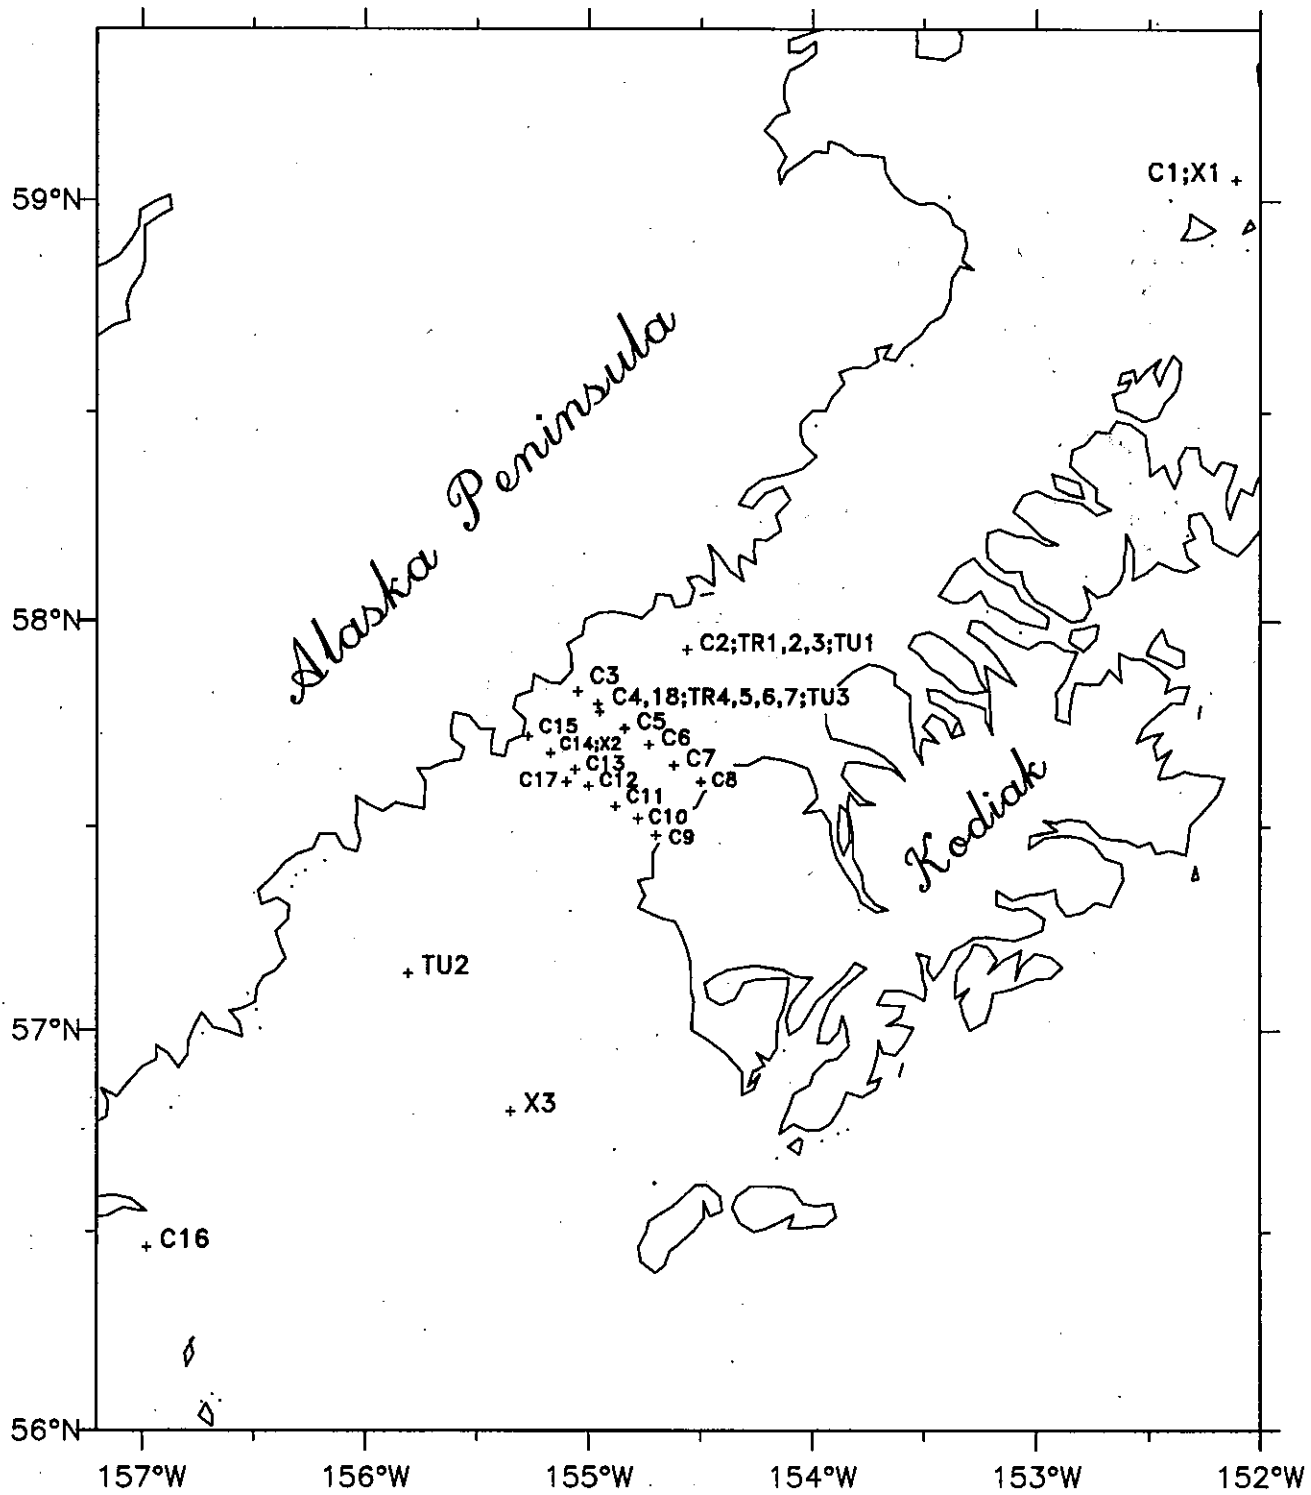 C1;X1
59°N
Alaska Peninsula
58°N
C2;TR1,2,3;TU1
C3
C4,18;TR4,5,6,7;TU3
C15
C5
C14;X2
C6
C13
C7
C17
C12
C8
C11
C10
C9
Kodiak
TU2
57°N
X3
C16
56°N
157°W 156°W 155°W 154°W 153°W 152°W